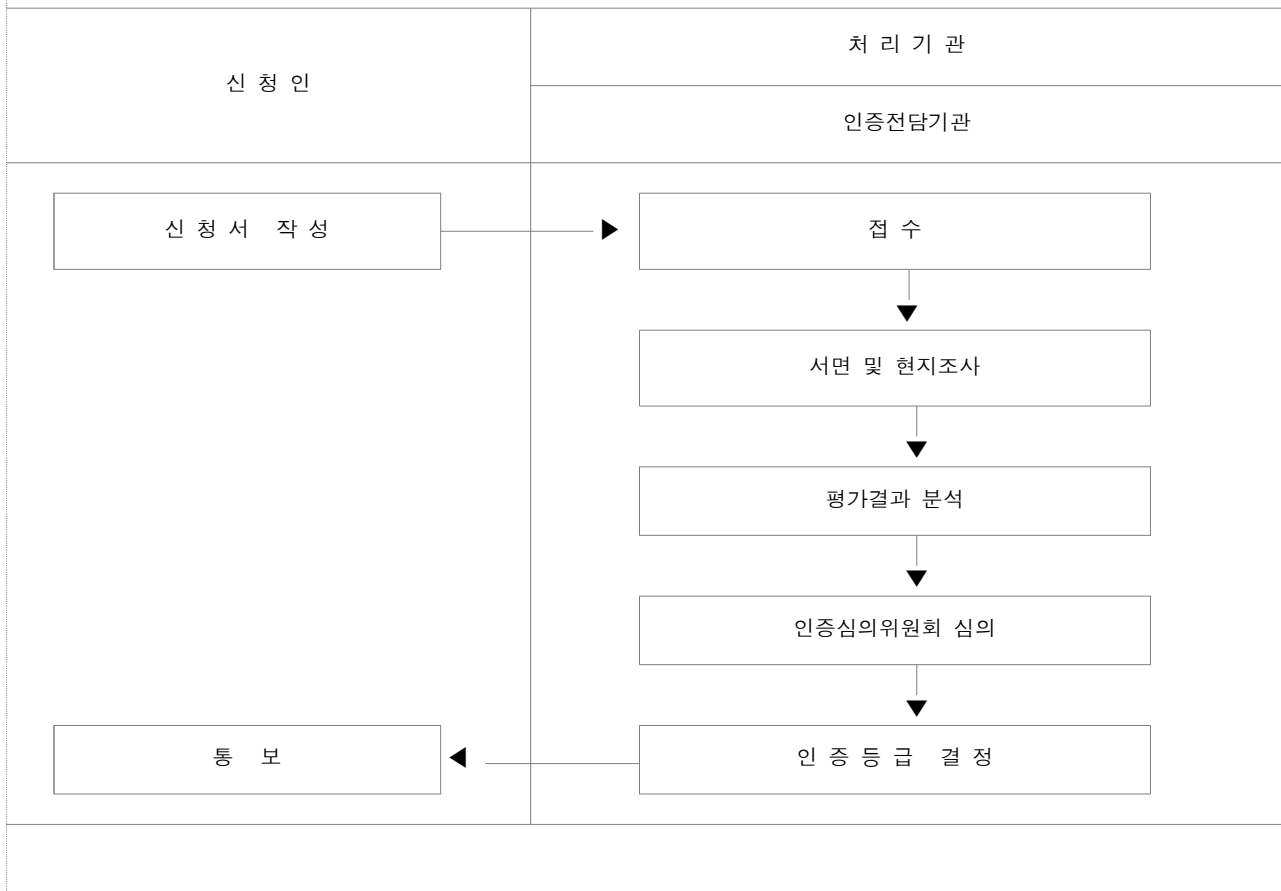 신 청 인
처 리 기 관
인증전담기관
신 청 서 작 성
접 수
서면 및 현지조사
평가결과 분석
인증심의위원회 심의
통 보
인 증 등 급 결 정